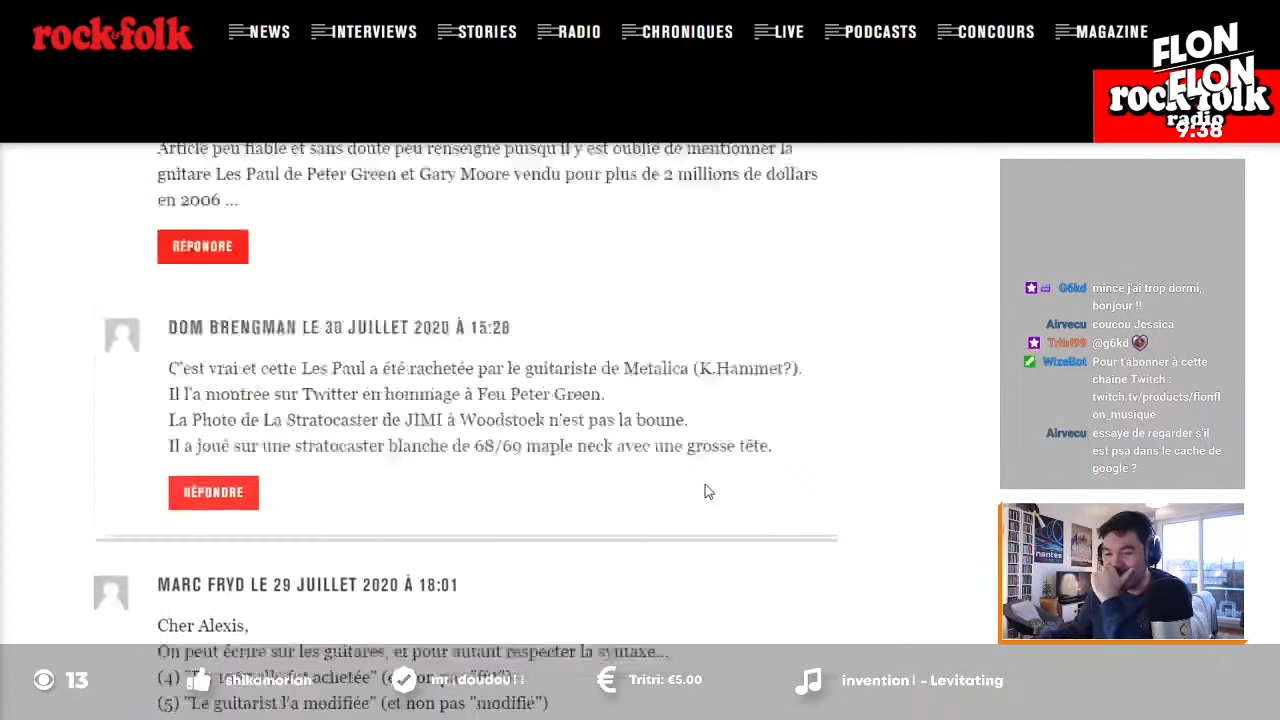 rock&folk
NEWS INTERVIEWS STORIES RADIO CHRONIQUES LIVE PODCASTS CONCOURS MAGAZINE
FLON
FLON
rock&folk
radio
9:38
Article peu fiable et sans doute peu renseigné puisqu'il y est oublié de mentionner la
guitare Les Paul de Peter Green et Gary Moore vendu pour plus de 2 millions de dollars
en 2006 ...
RÉPONDRE
DOM BRENGMAN LE 30 JUILLET 2020 À 15:28
C'est vrai et cette Les Paul a été rachetée par le guitariste de Metalica (K.Hammet?).
Il l'a montrée sur Twitter en hommage à Feu Peter Green.
La Photo de La Stratocaster de JIMI à Woodstock n'est pas la bonne.
Il a joué sur une stratocaster blanche de 68/69 maple neck avec une grosse tête.
RÉPONDRE
MARC FRYD LE 29 JUILLET 2020 À 18:01
Cher Alexis,
On peut écrire sur les guitares, et pour autant respecter la syntaxe...
(5) "Le guitarist l'a modifiée" (et non pas "modifié")
G6kd mince j'ai trop dormi,
bonjour !!
Airvecu coucou Jessica
Tritri99 @g6kd
WizeBot Pour t'abonner à cette
chaîne Twitch :
twitch.tv/products/flonfl
on_musique
Airvecu essaye de regarder s'il
est psa dans le cache de
google ?
nantes
13
shikamorian
mr_doudou
Tritri: €5.00
invention - Levitating